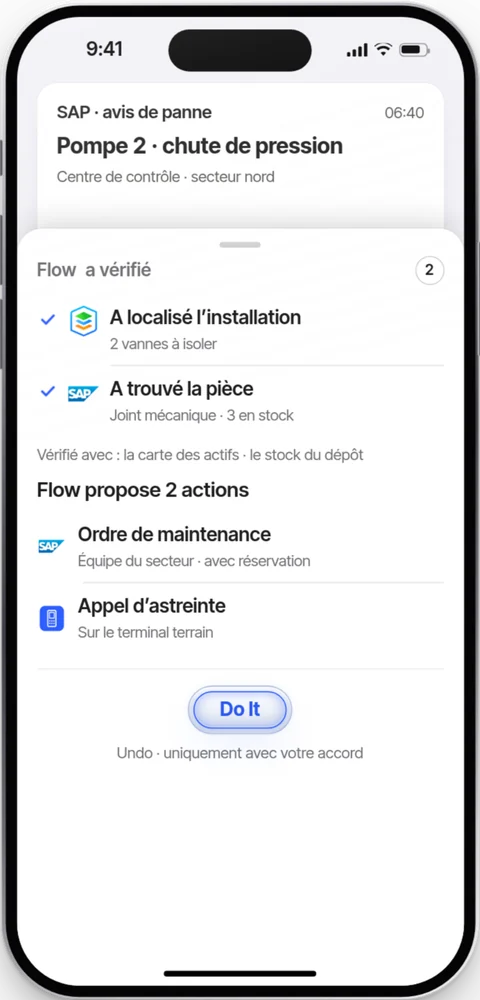 9:41
SAP · avis de panne 06:40
Pompe 2 · chute de pression
Centre de contrôle · secteur nord
Flow a vérifié 2
A localisé l’installation
2 vannes à isoler
SAP A trouvé la pièce
Joint mécanique · 3 en stock
Vérifié avec : la carte des actifs · le stock du dépôt
Flow propose 2 actions
SAP Ordre de maintenance
Équipe du secteur · avec réservation
Appel d’astreinte
Sur le terminal terrain
Do It
Undo · uniquement avec votre accord